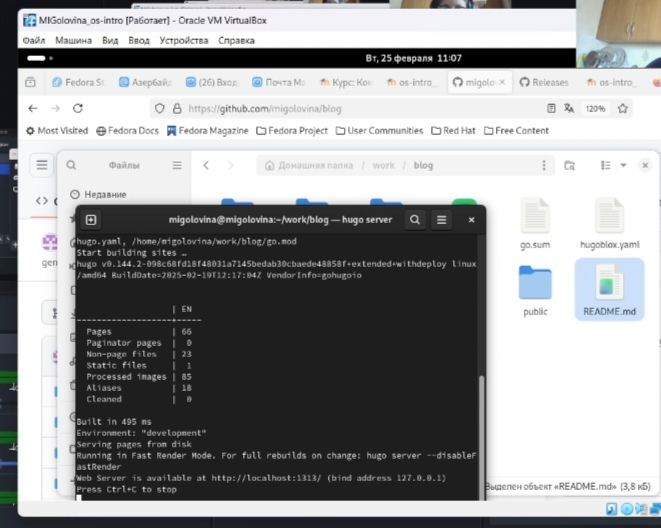 MIGolovina_os-intro [Работает] - Oracle VM VirtualBox
Файл Машина Вид Ввод Устройства Справка
Вт, 25 февраля 11:07
Fedora St Азербай (26) Вход Почта Ма Курс: Кон os-intro_ migolo Releases os-intro_
https://github.com/migolovina/blog 120%
Most Visited Fedora Docs Fedora Magazine Fedora Project User Communities Red Hat Free Content
Файлы Домашняя папка / work / blog
Недавние
go.sum hugoblox.yaml
public README.md
gen
migolovina@migolovina:~/work/blog — hugo server
hugo.yaml, /home/migolovina/work/blog/go.mod
Start building sites …
hugo v0.144.2-098c68fd18f48031a7145bedab30cbaede48858f+extended+withdeploy linux
/amd64 BuildDate=2025-02-19T12:17:04Z VendorInfo=gohugoio
| EN
-------------------+-----
Pages | 66
Paginator pages | 0
Non-page files | 23
Static files | 1
Processed images | 85
Aliases | 18
Cleaned | 0
Built in 495 ms
Environment: "development"
Serving pages from disk
Running in Fast Render Mode. For full rebuilds on change: hugo server --disableF
astRender
Web Server is available at http://localhost:1313/ (bind address 127.0.0.1)
Press Ctrl+C to stop
Выделен объект «README.md» (3,8 кБ)